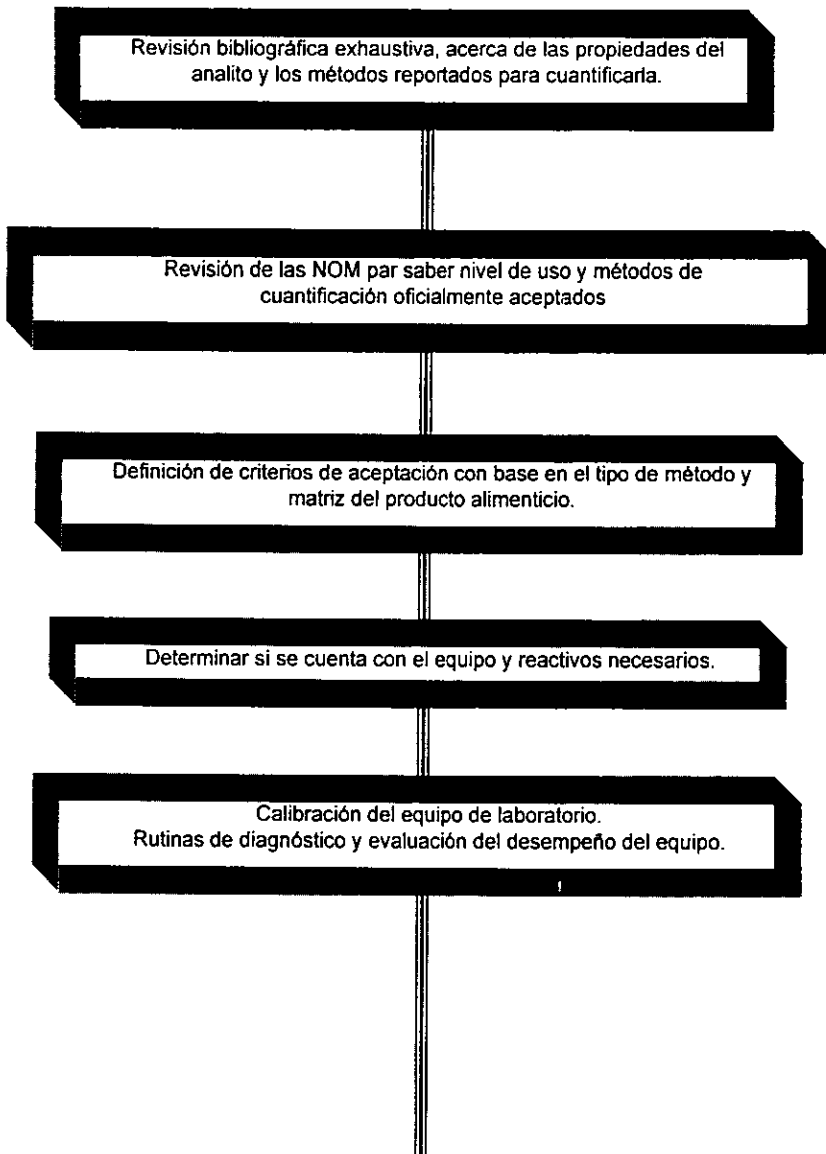 Revisión bibliográfica exhaustiva, acerca de las propiedades del
analito y los métodos reportados para cuantificarla.
Revisión de las NOM par saber nivel de uso y métodos de
cuantificación oficialmente aceptados
Definición de criterios de aceptación con base en el tipo de método y
matriz del producto alimenticio.
Determinar si se cuenta con el equipo y reactivos necesarios.
Calibración del equipo de laboratorio.
Rutinas de diagnóstico y evaluación del desempeño del equipo.